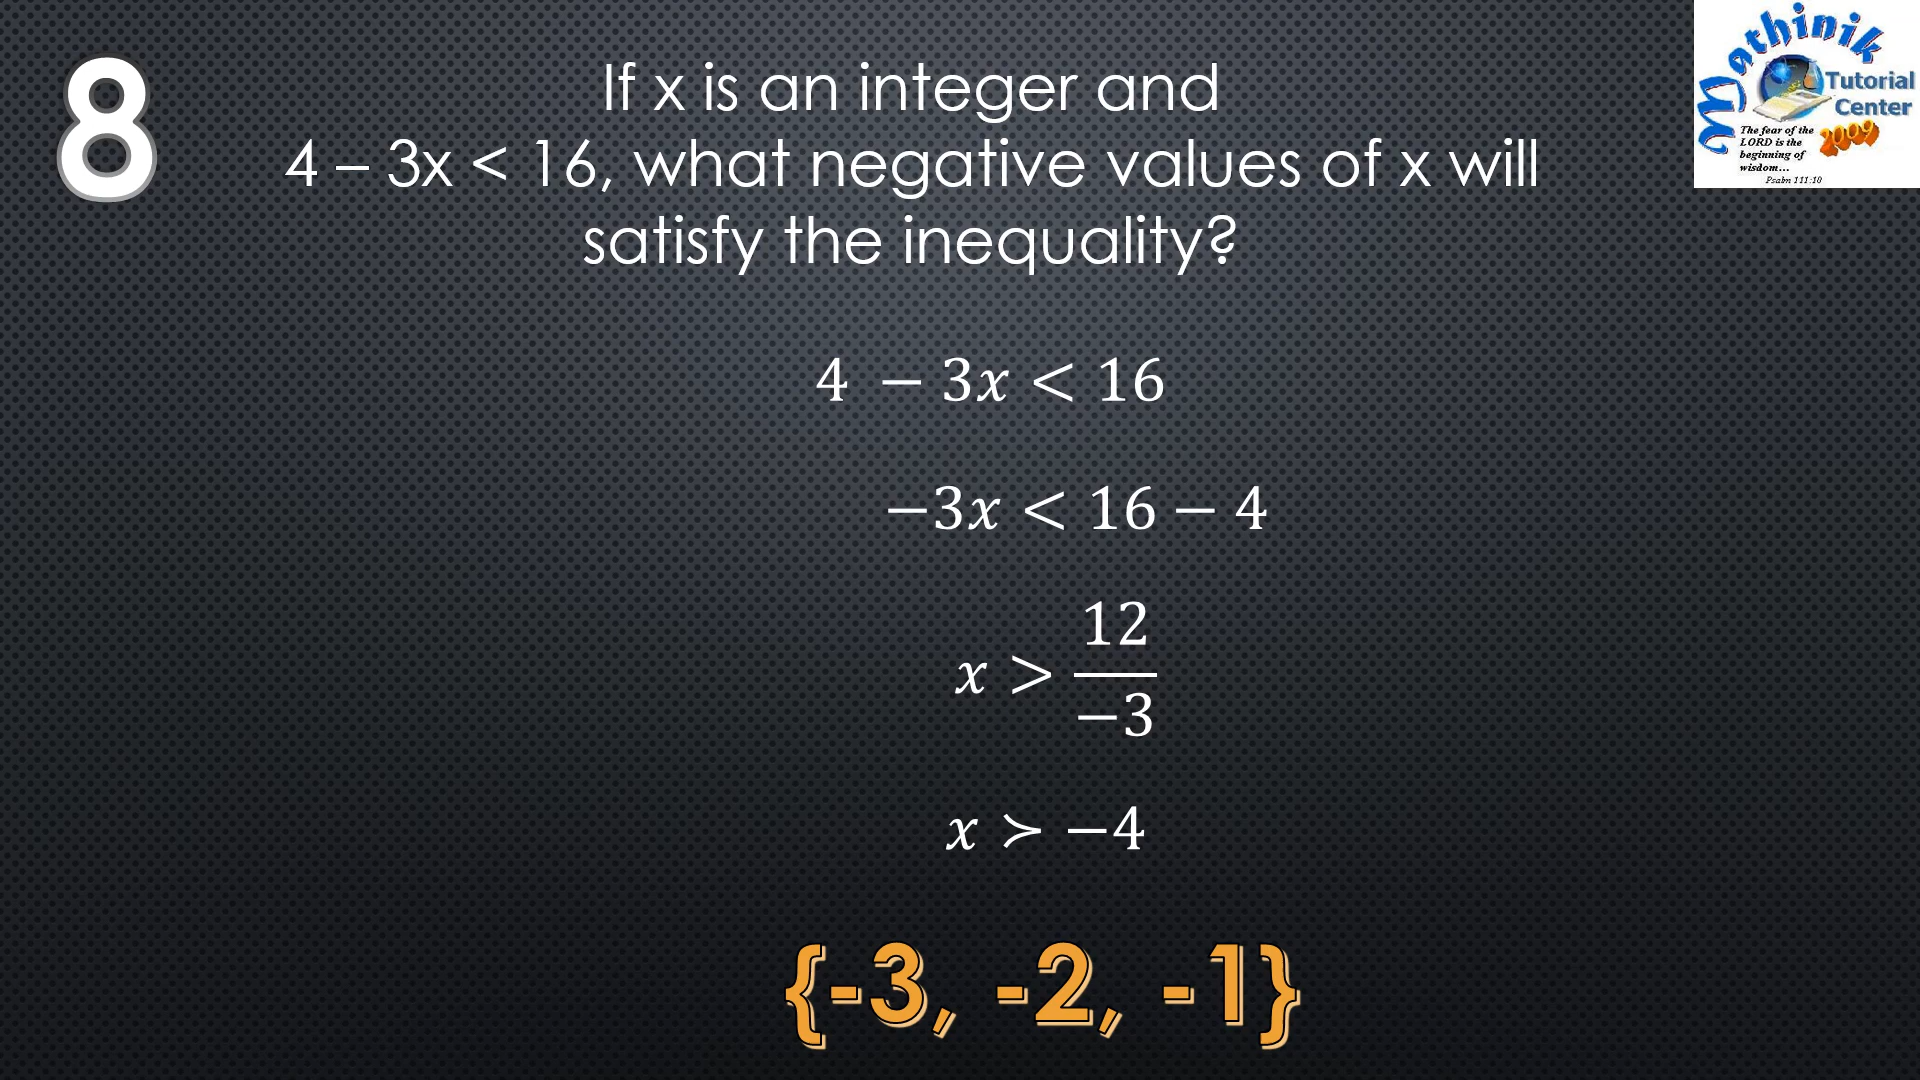 8
If x is an integer and
4 – 3x < 16, what negative values of x will
satisfy the inequality?
Mathinik
Tutorial
Center
2009
The fear of the
LORD is the
beginning of
wisdom...
Psalm 111:10
4 − 3x < 16
−3x < 16 − 4
x > 12/−3
x ≻ −4
{-3, -2, -1}